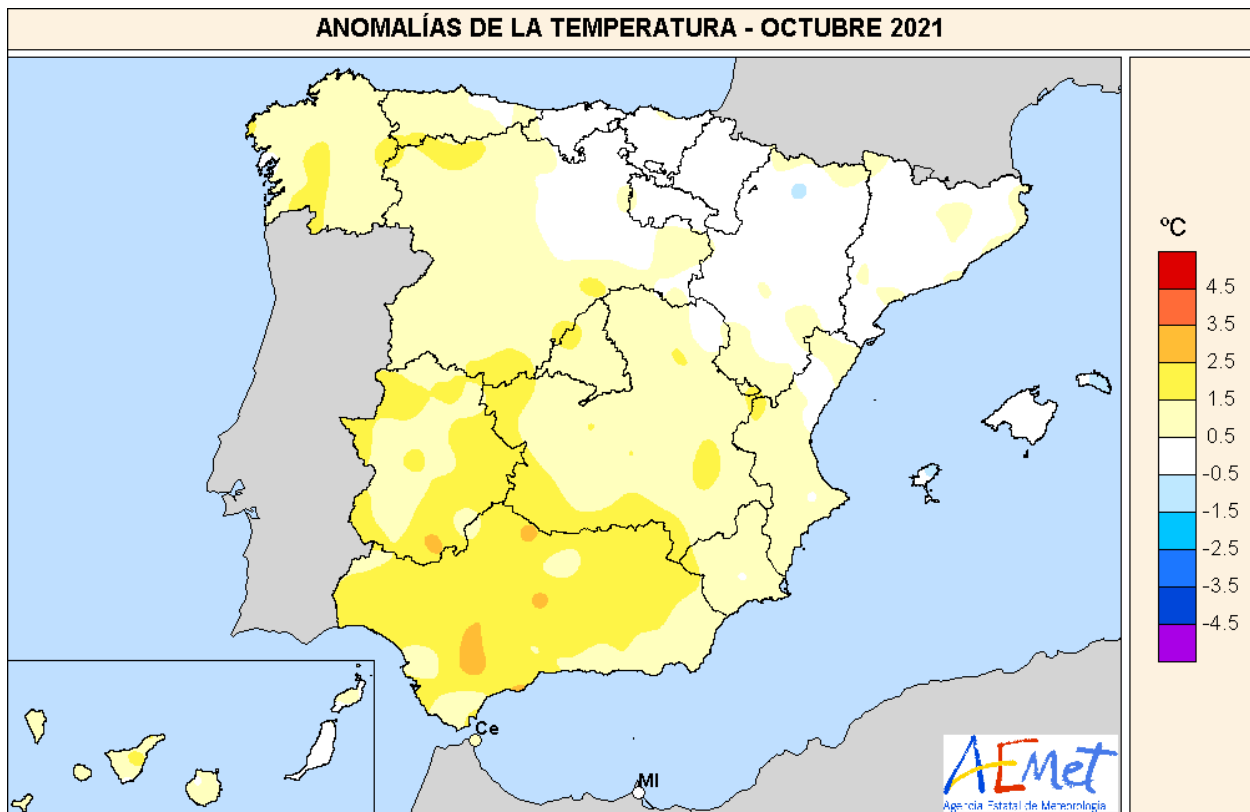 ANOMALÍAS DE LA TEMPERATURA - OCTUBRE 2021
ºC
4.5
3.5
2.5
1.5
0.5
-0.5
-1.5
-2.5
-3.5
-4.5
Ce
Ml
AEMet
Agencia Estatal de Meteorología